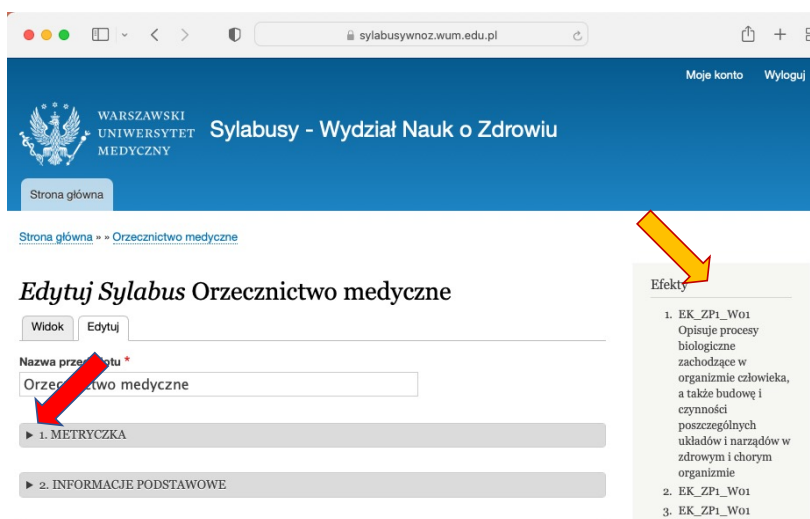 sylabusywnoz.wum.edu.pl
Moje konto Wyloguj
WARSZAWSKI
UNIWERSYTET
MEDYCZNY
Sylabusy - Wydział Nauk o Zdrowiu
Strona główna
Strona główna » » Orzecznictwo medyczne
Edytuj Sylabus Orzecznictwo medyczne
Widok Edytuj
Nazwa *
medyczne
1. METRYCZKA
2. INFORMACJE PODSTAWOWE
Efekty
1. EK_ZP1_W01
Opisuje procesy
biologiczne
zachodzące w
organizmie człowieka,
a także budowę i
czynności
poszczególnych
układów i narządów w
zdrowym i chorym
organizmie
2. EK_ZP1_W01
3. EK_ZP1_W01